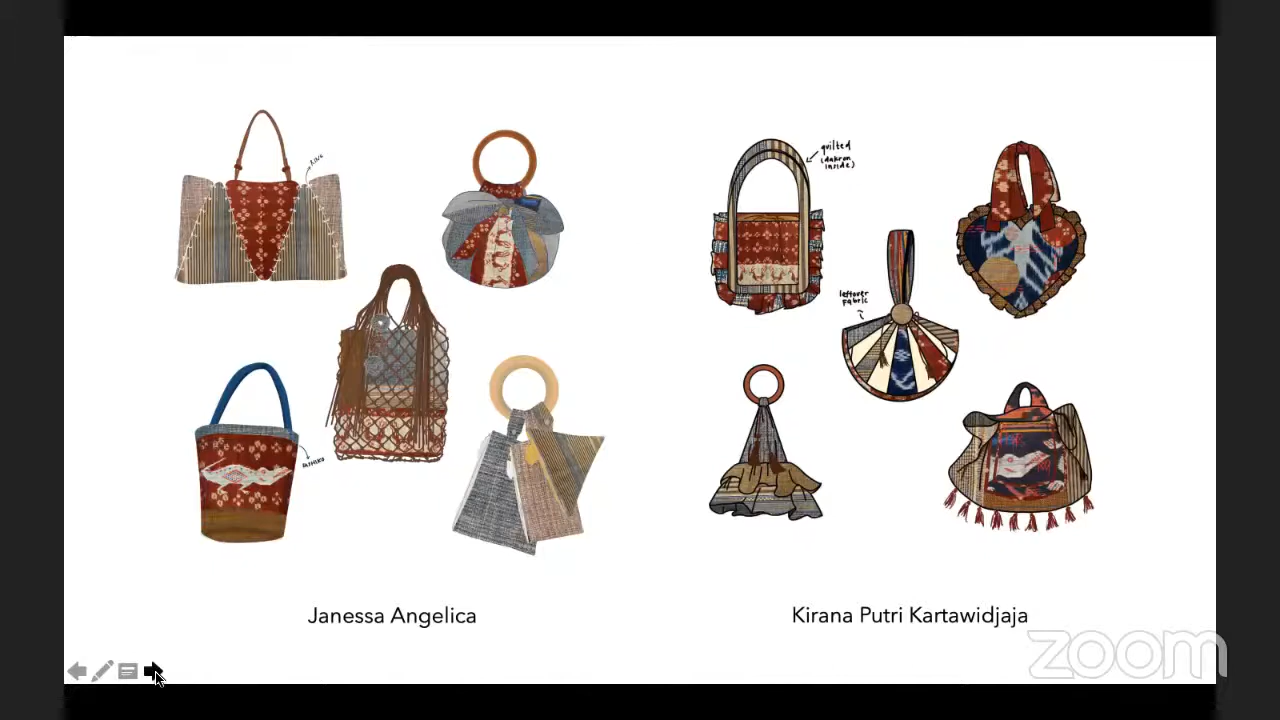 quilted
(dakron
inside)
leftover
fabric
Janessa Angelica
Kirana Putri Kartawidjaja
zoom